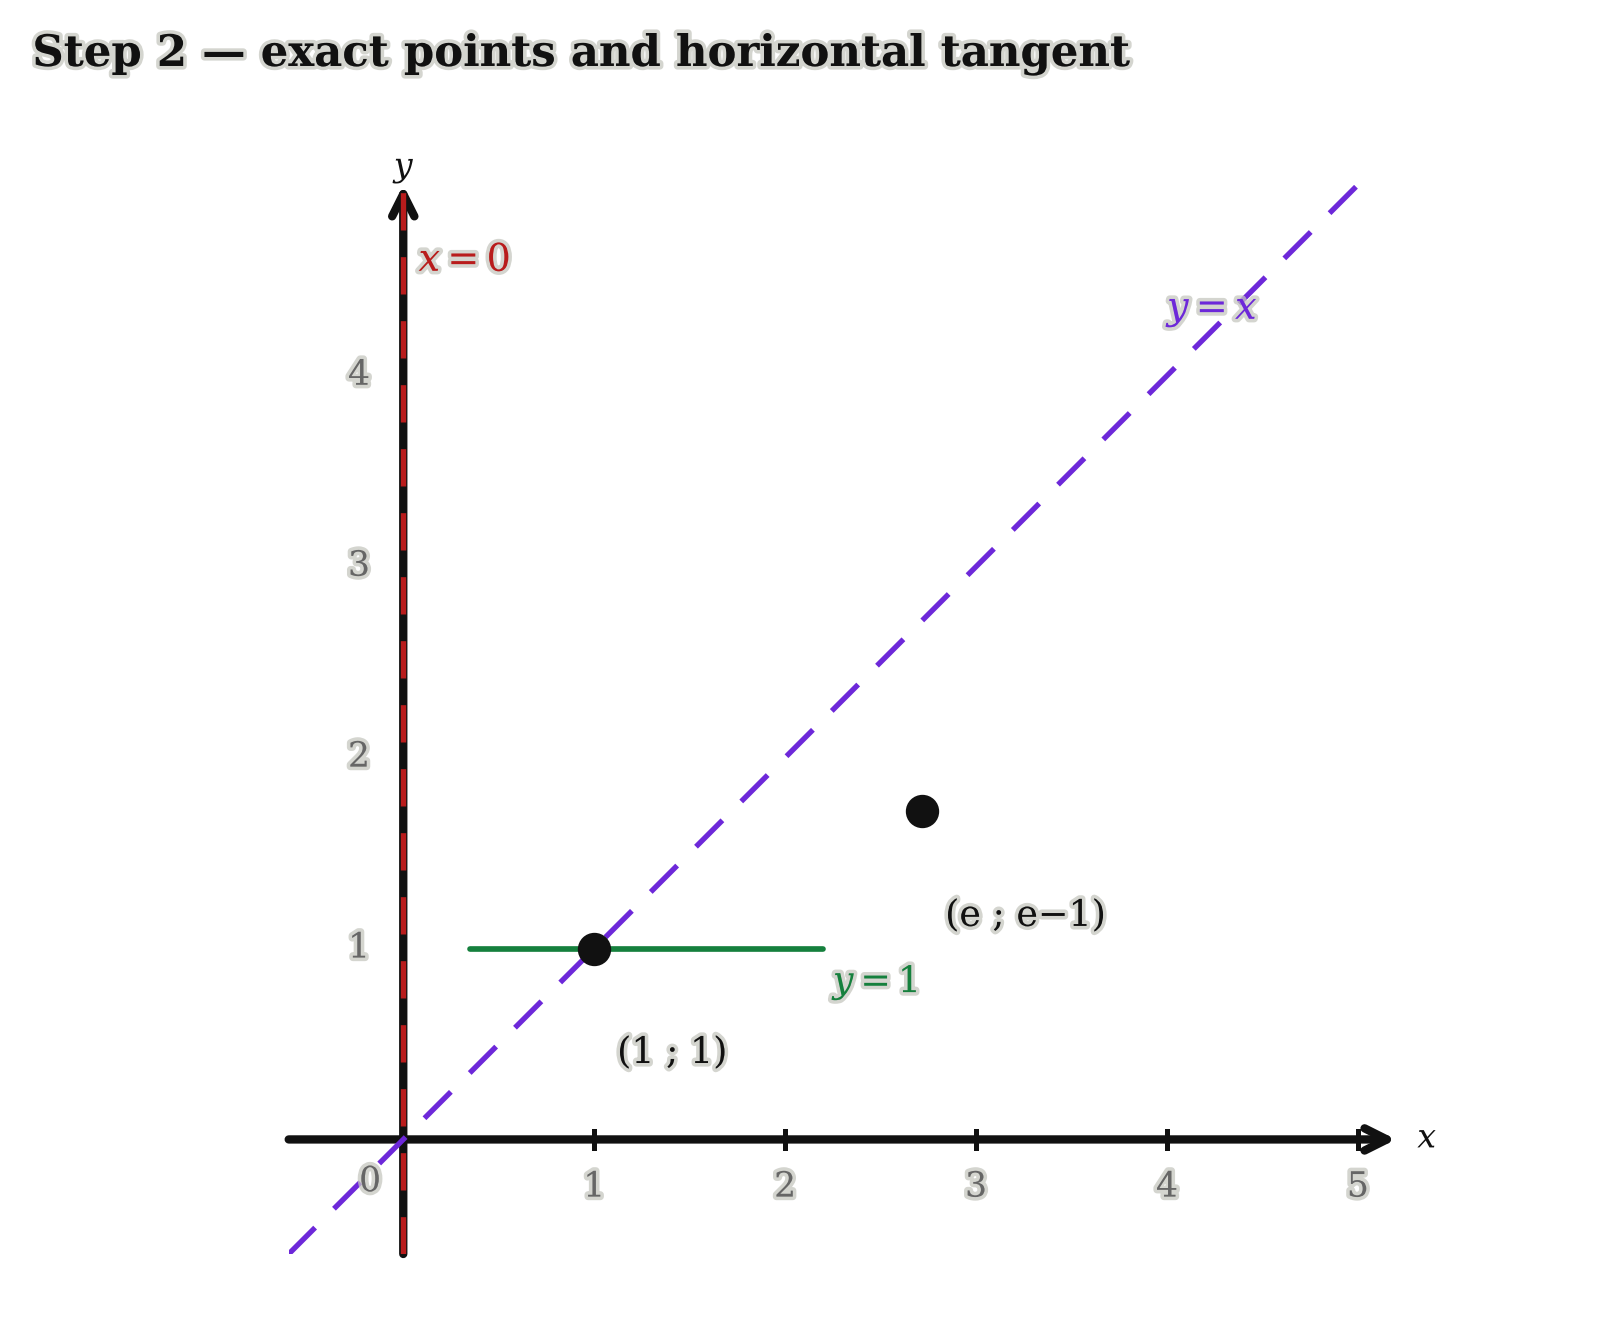 Step 2 — exact points and horizontal tangent
y
x = 0
y = x
4
3
2
(e ; e−1)
1
y = 1
(1 ; 1)
x
0
1 2 3 4 5